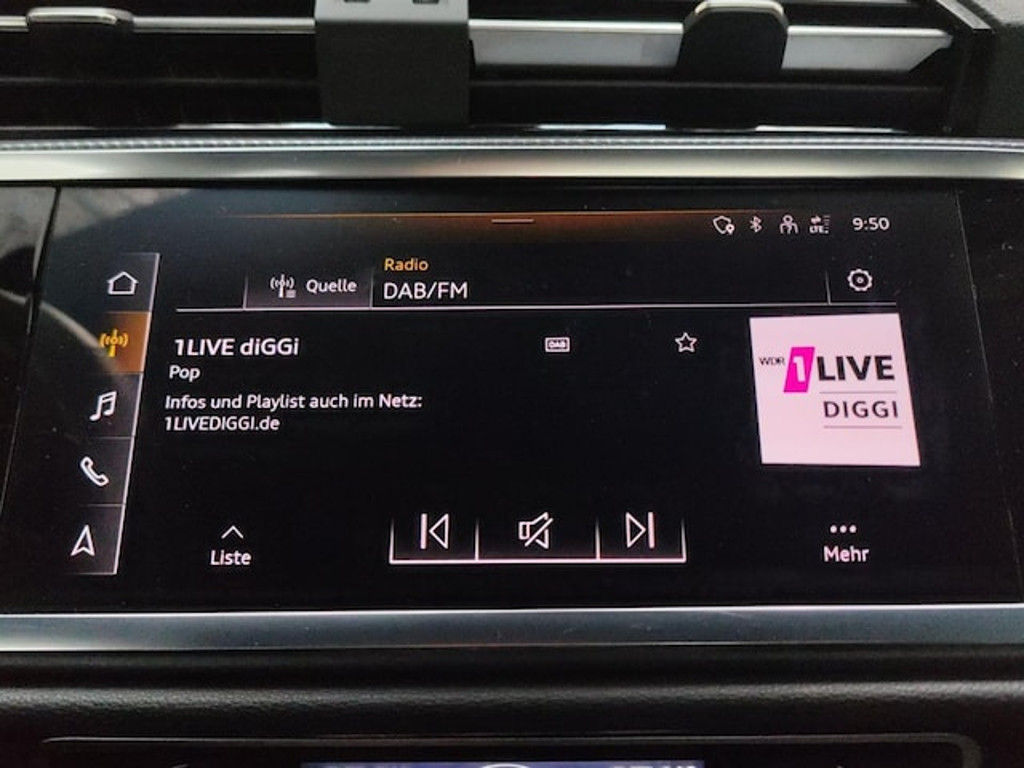 LTE
9:50
Quelle
Radio
DAB/FM
1LIVE diGGi
DAB
Pop
Infos und Playlist auch im Netz:
1LIVEDIGGI.de
WDR 1LIVE
DIGGI
Liste
Mehr